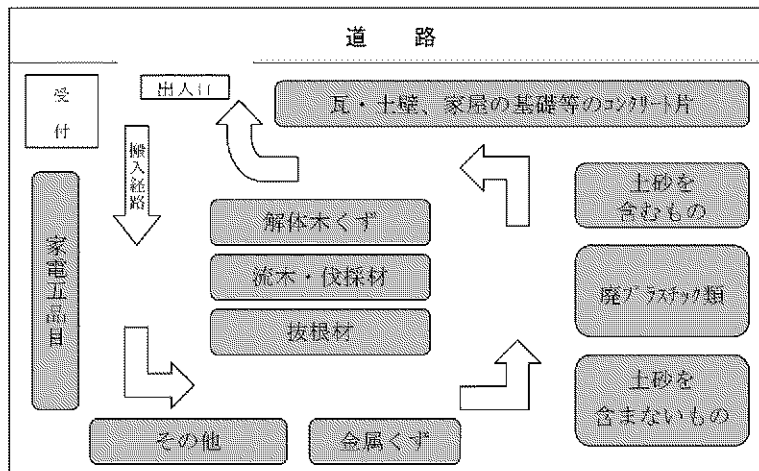 道　路
受
付
出入口
瓦・土壁、家屋の基礎等のｺﾝｸﾘｰﾄ片
搬入経路
土砂を
含むもの
家電五品目
解体木くず
流木・伐採材
廃ﾌﾟﾗｽﾁｯｸ類
抜根材
土砂を
含まないもの
その他
金属くず